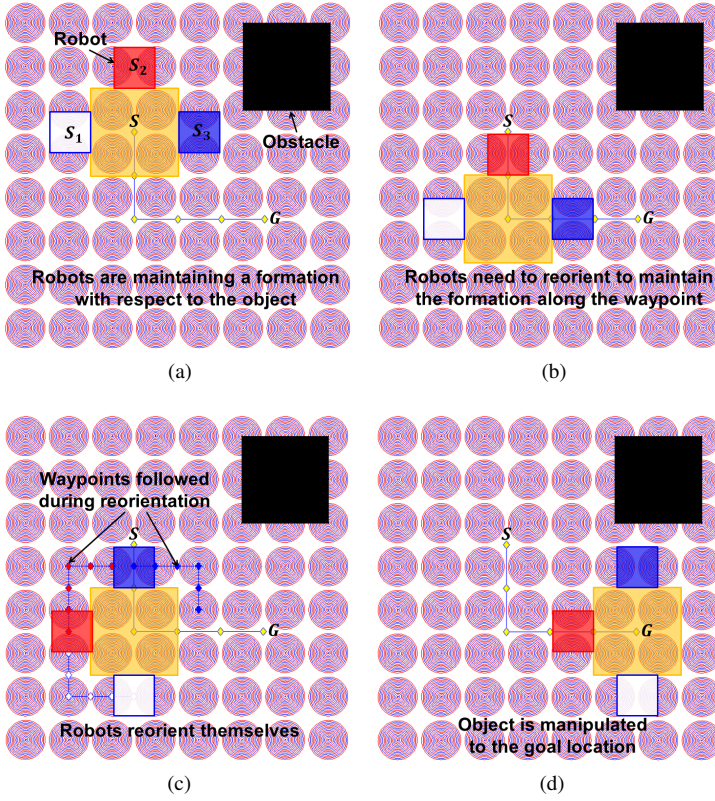 Robot
S₂
S
S₁
S₃
Obstacle
G
Robots are maintaining a formation
with respect to the object
(a)
S
G
Robots need to reorient to maintain
the formation along the waypoint
(b)
Waypoints followed
during reorientation
S
G
Robots reorient themselves
(c)
S
G
Object is manipulated
to the goal location
(d)